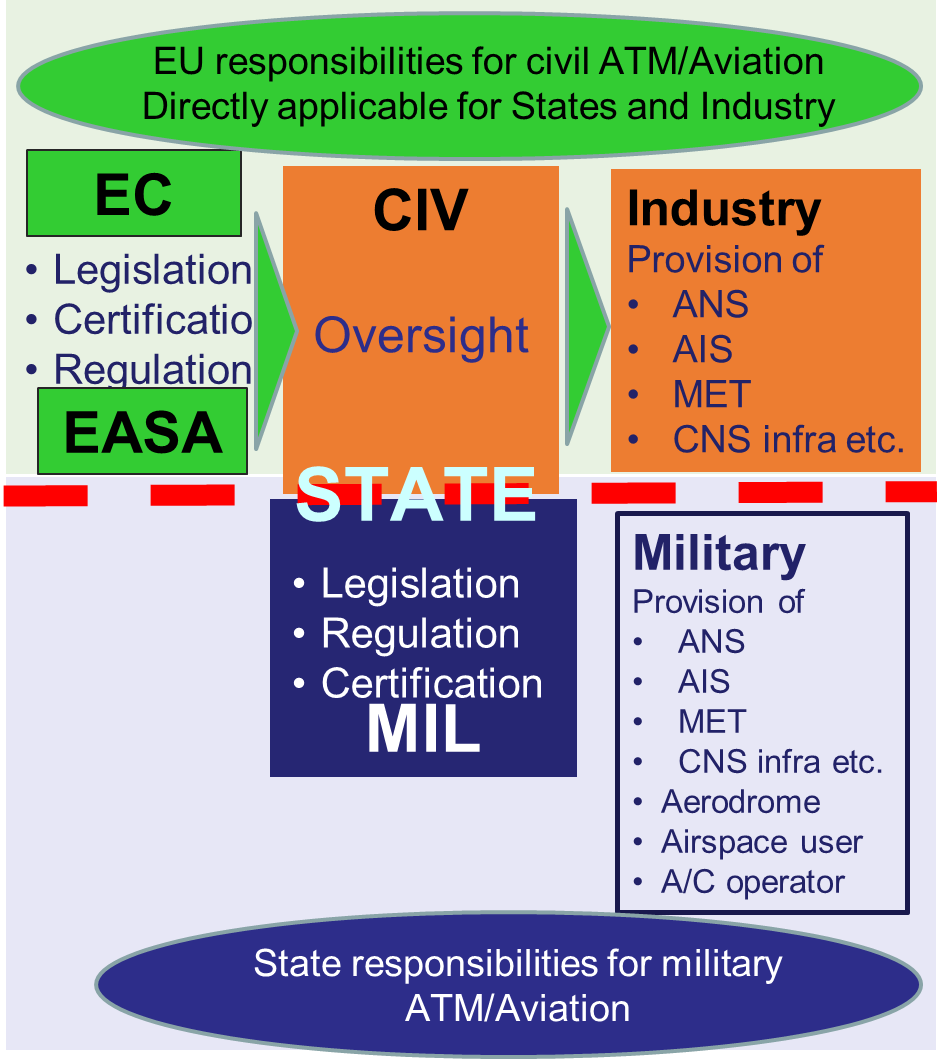 EU responsibilities for civil ATM/Aviation
Directly applicable for States and Industry
EC
• Legislation
• Certificatio
• Regulation
EASA
CIV
Oversight
Industry
Provision of
• ANS
• AIS
• MET
• CNS infra etc.
STATE
• Legislation
• Regulation
• Certification
MIL
Military
Provision of
• ANS
• AIS
• MET
• CNS infra etc.
• Aerodrome
• Airspace user
• A/C operator
State responsibilities for military
ATM/Aviation